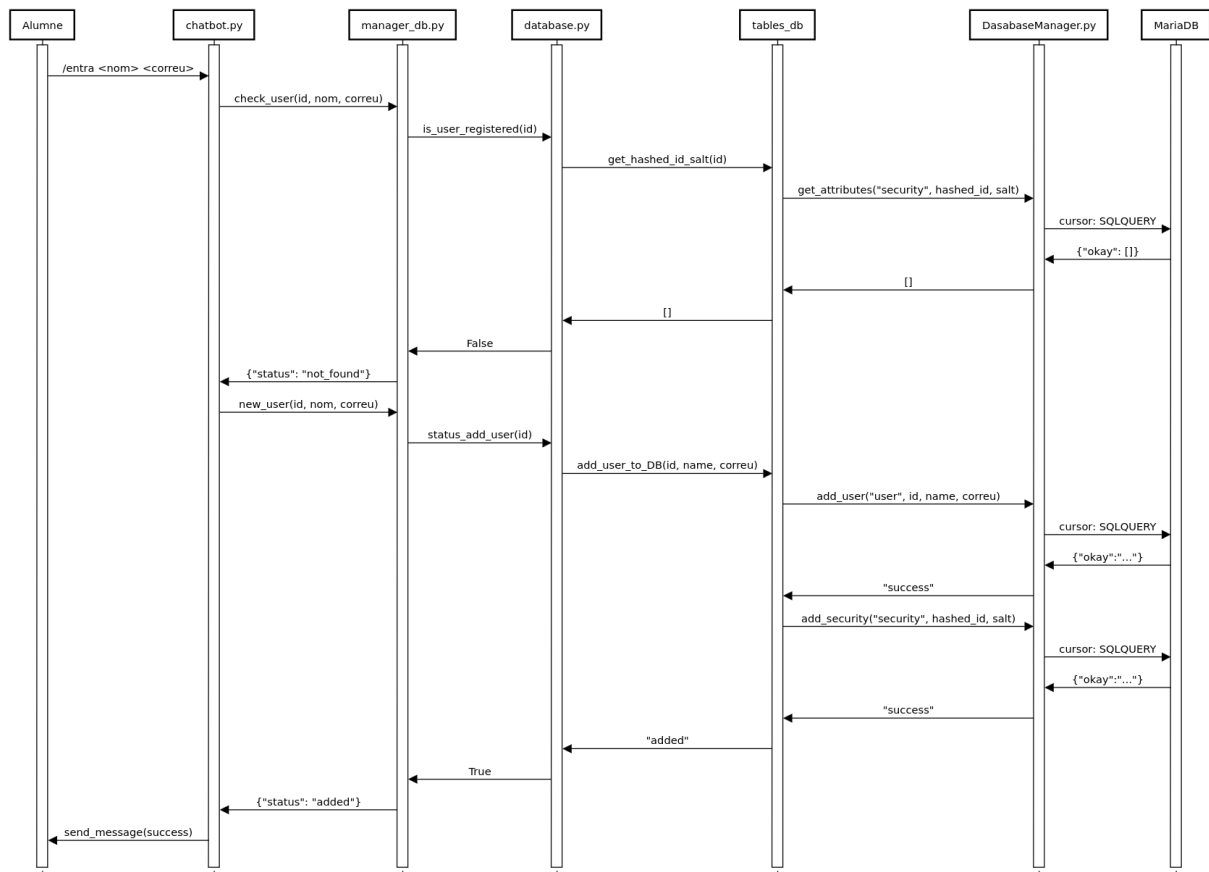 Alumne
chatbot.py
manager_db.py
database.py
tables_db
DasabaseManager.py
MariaDB
/entra <nom> <correu>
check_user(id, nom, correu)
is_user_registered(id)
get_hashed_id_salt(id)
get_attributes("security", hashed_id, salt)
cursor: SQLQUERY
{"okay": []}
[]
[]
False
{"status": "not_found"}
new_user(id, nom, correu)
status_add_user(id)
add_user_to_DB(id, name, correu)
add_user("user", id, name, correu)
cursor: SQLQUERY
{"okay":"..."}
"success"
add_security("security", hashed_id, salt)
cursor: SQLQUERY
{"okay":"..."}
"success"
"added"
True
{"status": "added"}
send_message(success)